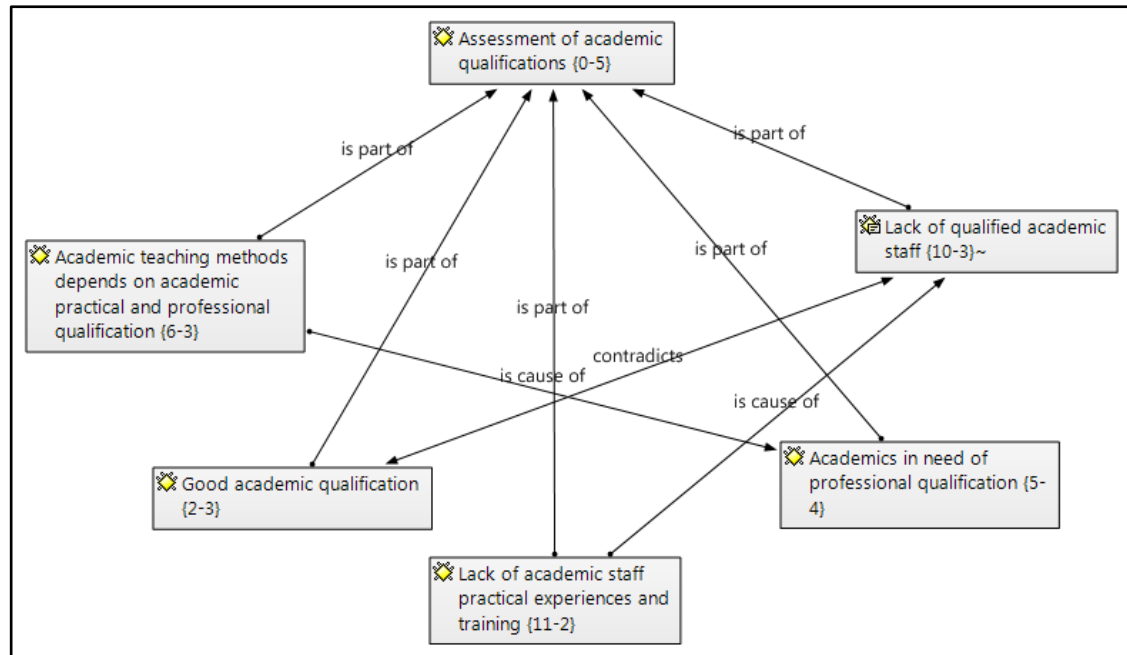 Assessment of academic
qualifications {0-5}
is part of
is part of
Lack of qualified academic
staff {10-3}~
Academic teaching methods
depends on academic
practical and professional
qualification {6-3}
is part of
is part of
is part of
contradicts
is cause of
is cause of
Academics in need of
professional qualification {5-
4}
Good academic qualification
{2-3}
Lack of academic staff
practical experiences and
training {11-2}